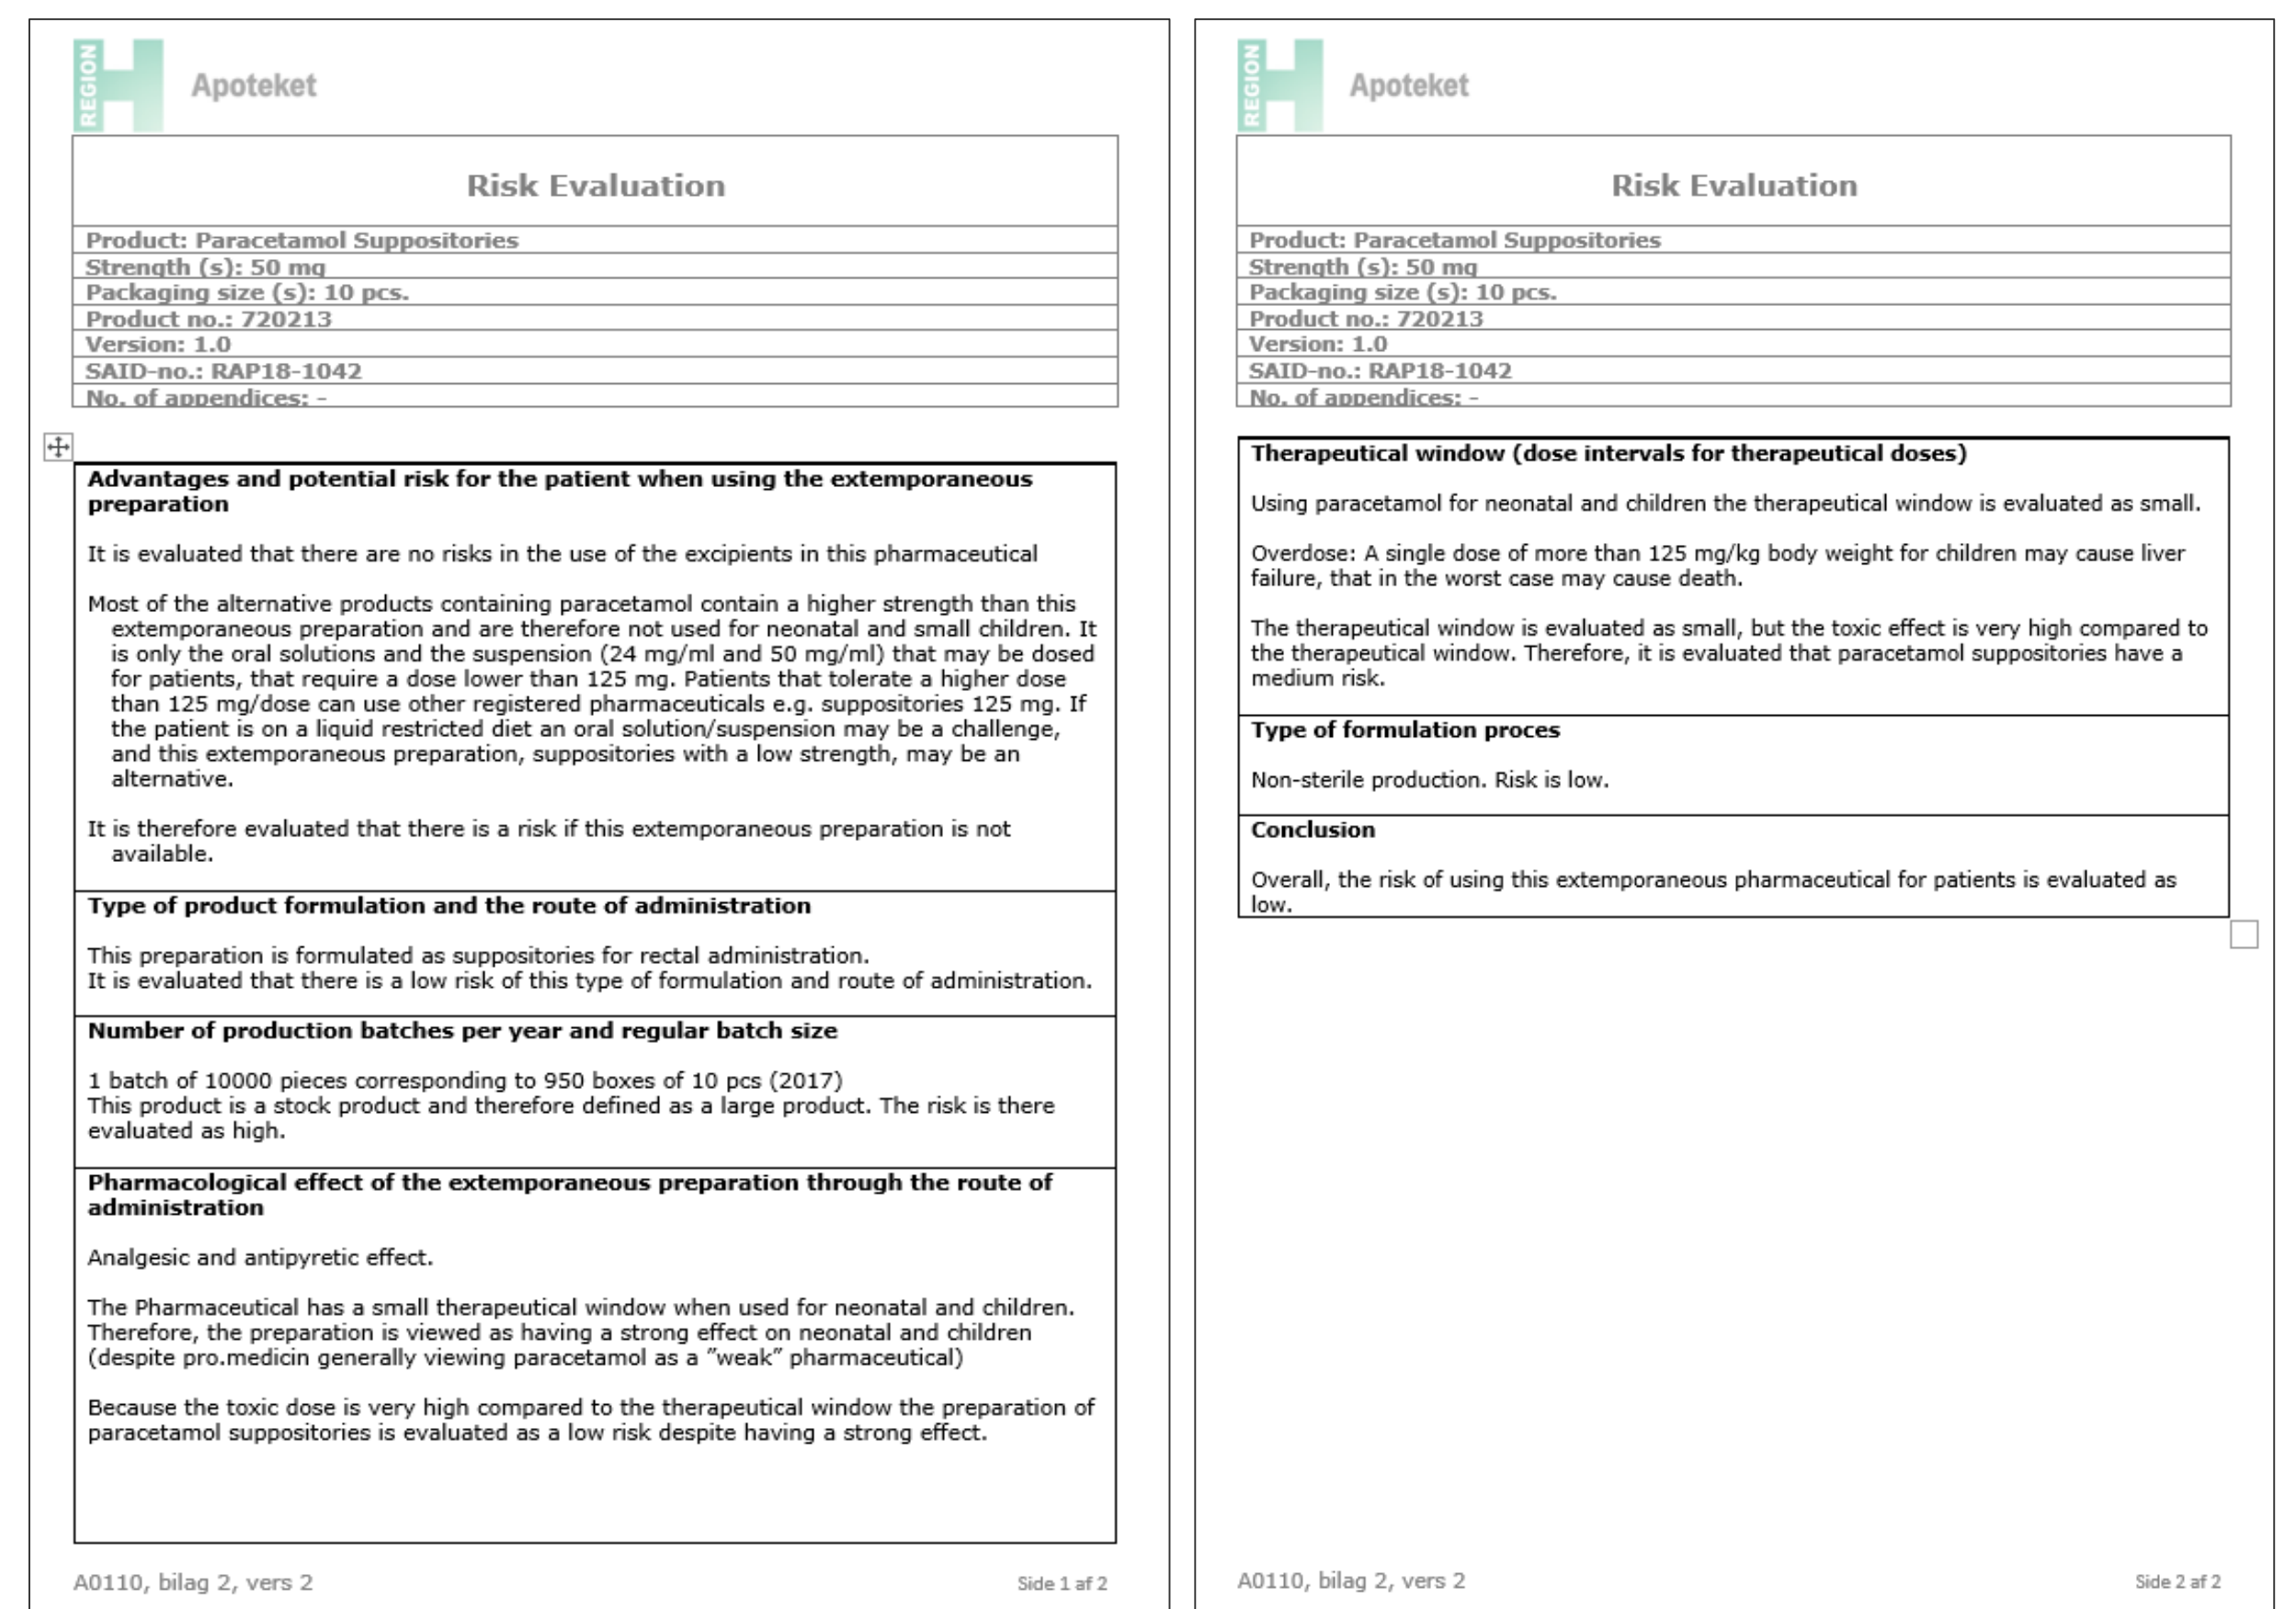 REGION
Apoteket
Risk Evaluation
Product: Paracetamol Suppositories
Strength (s): 50 mg
Packaging size (s): 10 pcs.
Product no.: 720213
Version: 1.0
SAID-no.: RAP18-1042
No. of appendices: -
Advantages and potential risk for the patient when using the extemporaneous
preparation
It is evaluated that there are no risks in the use of the excipients in this pharmaceutical
Most of the alternative products containing paracetamol contain a higher strength than this
extemporaneous preparation and are therefore not used for neonatal and small children. It
is only the oral solutions and the suspension (24 mg/ml and 50 mg/ml) that may be dosed
for patients, that require a dose lower than 125 mg. Patients that tolerate a higher dose
than 125 mg/dose can use other registered pharmaceuticals e.g. suppositories 125 mg. If
the patient is on a liquid restricted diet an oral solution/suspension may be a challenge,
and this extemporaneous preparation, suppositories with a low strength, may be an
alternative.
It is therefore evaluated that there is a risk if this extemporaneous preparation is not
available.
Type of product formulation and the route of administration
This preparation is formulated as suppositories for rectal administration.
It is evaluated that there is a low risk of this type of formulation and route of administration.
Number of production batches per year and regular batch size
1 batch of 10000 pieces corresponding to 950 boxes of 10 pcs (2017)
This product is a stock product and therefore defined as a large product. The risk is there
evaluated as high.
Pharmacological effect of the extemporaneous preparation through the route of
administration
Analgesic and antipyretic effect.
The Pharmaceutical has a small therapeutical window when used for neonatal and children.
Therefore, the preparation is viewed as having a strong effect on neonatal and children
(despite pro.medicin generally viewing paracetamol as a ”weak” pharmaceutical)
Because the toxic dose is very high compared to the therapeutical window the preparation of
paracetamol suppositories is evaluated as a low risk despite having a strong effect.
A0110, bilag 2, vers 2
Side 1 af 2
REGION
Apoteket
Risk Evaluation
Product: Paracetamol Suppositories
Strength (s): 50 mg
Packaging size (s): 10 pcs.
Product no.: 720213
Version: 1.0
SAID-no.: RAP18-1042
No. of appendices: -
Therapeutical window (dose intervals for therapeutical doses)
Using paracetamol for neonatal and children the therapeutical window is evaluated as small.
Overdose: A single dose of more than 125 mg/kg body weight for children may cause liver
failure, that in the worst case may cause death.
The therapeutical window is evaluated as small, but the toxic effect is very high compared to
the therapeutical window. Therefore, it is evaluated that paracetamol suppositories have a
medium risk.
Type of formulation proces
Non-sterile production. Risk is low.
Conclusion
Overall, the risk of using this extemporaneous pharmaceutical for patients is evaluated as
low.
A0110, bilag 2, vers 2
Side 2 af 2